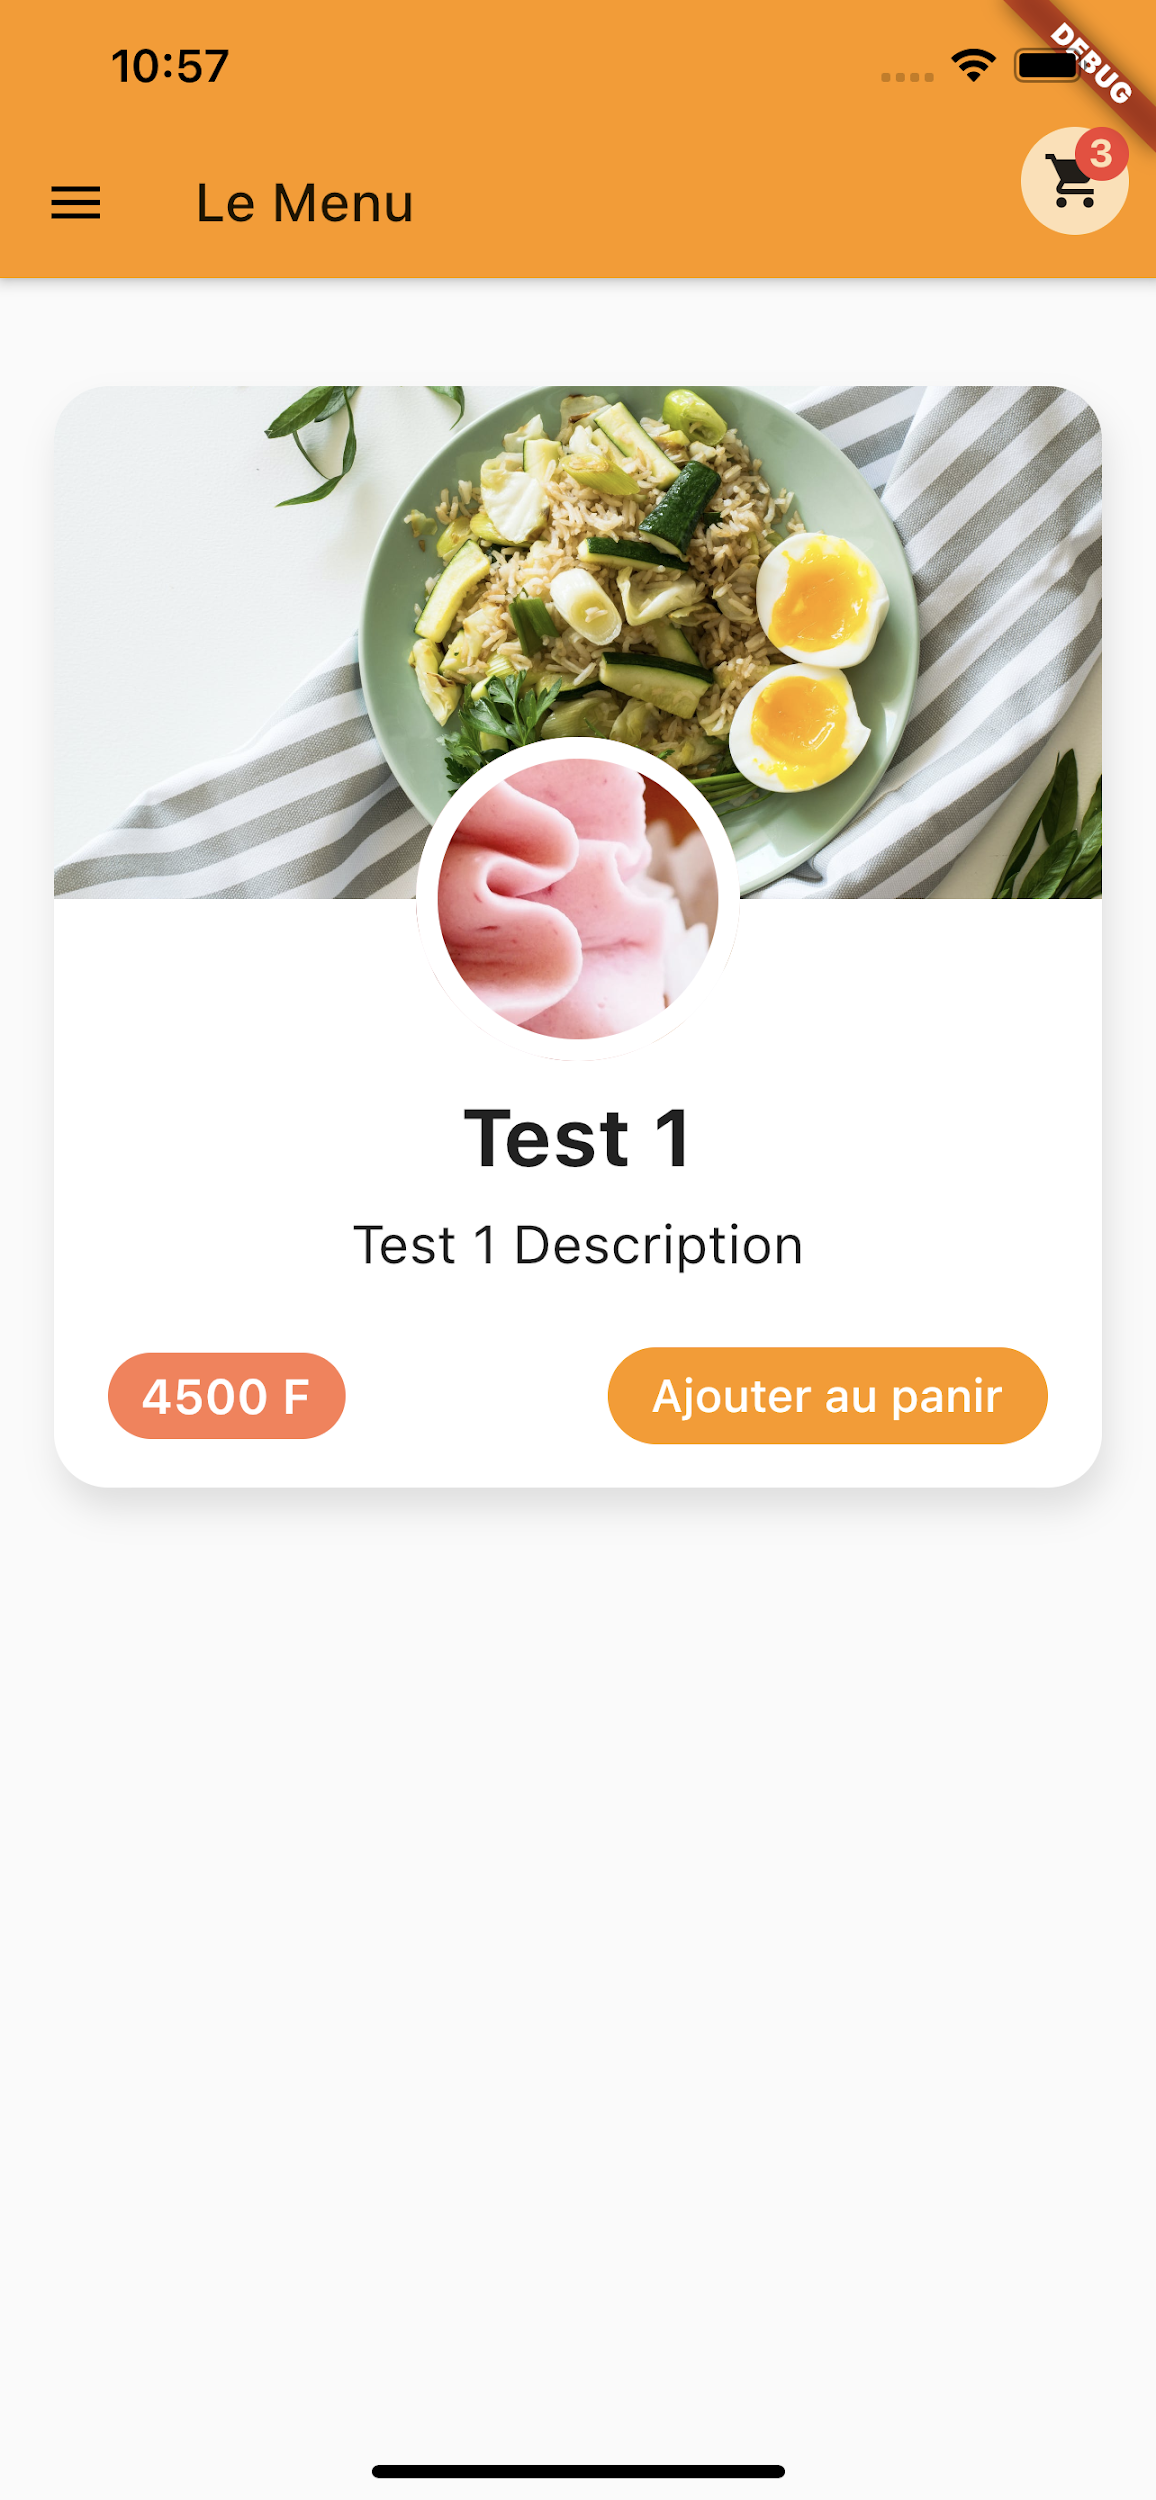 10:57
DEBUG
Le Menu
3
Test 1
Test 1 Description
4500 F
Ajouter au panir